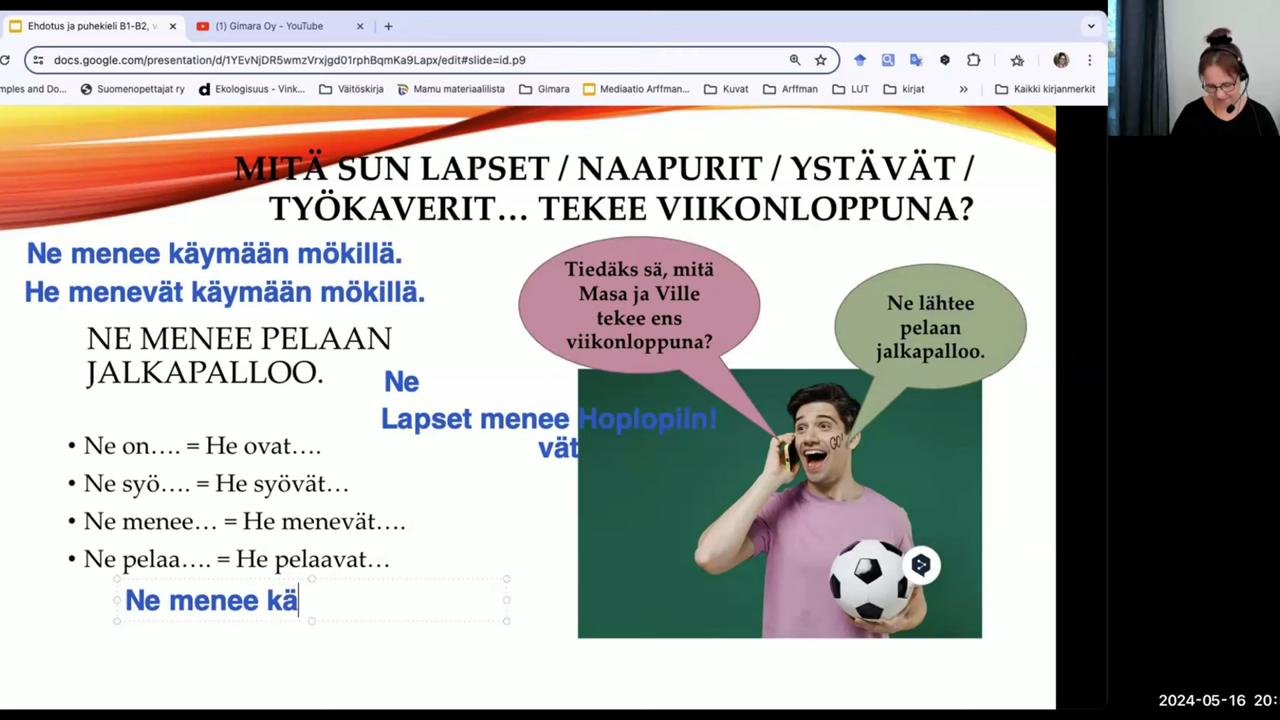 Ehdotus ja puhekieli B1-B2, v
(1) Gimara Oy - YouTube
docs.google.com/presentation/d/1YEvNjDR5wmzVrxjgd01rphBqmKa9Lapx/edit#slide=id.p9
mples and Do...
Suomenopettajat ry
Ekologisuus - Vink...
Väitöskirja
Mamu materiaalilista
Gimara
Mediaatio Arffman...
Kuvat
Arffman
LUT
kirjat
»
Kaikki kirjanmerkit
MITÄ SUN LAPSET / NAAPURIT / YSTÄVÄT /
TYÖKAVERIT... TEKEE VIIKONLOPPUNA?
Ne menee käymään mökillä.
He menevät käymään mökillä.
NE MENEE PELAAN
JALKAPALLOO.
Ne
Lapset menee Hoplopiin!
vät
• Ne on.... = He ovat....
• Ne syö.... = He syövät...
• Ne menee... = He menevät....
• Ne pelaa.... = He pelaavat...
Ne menee kä
Tiedäks sä, mitä
Masa ja Ville
tekee ens
viikonloppuna?
Ne lähtee
pelaan
jalkapalloo.
GO!
2024-05-16 20: